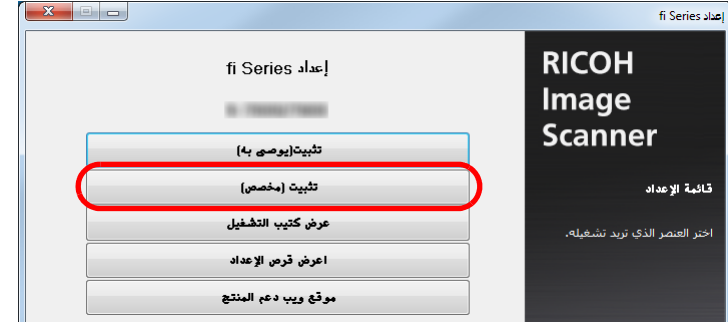 إعداد fi Series
RICOH
Image
Scanner
قائمة الإعداد
اختر العنصر الذي تريد تشغيله.
إعداد fi Series
تثبيت(يوصى به)
تثبيت (مخصص)
عرض كتيب التشغيل
اعرض قرص الإعداد
موقع ويب دعم المنتج